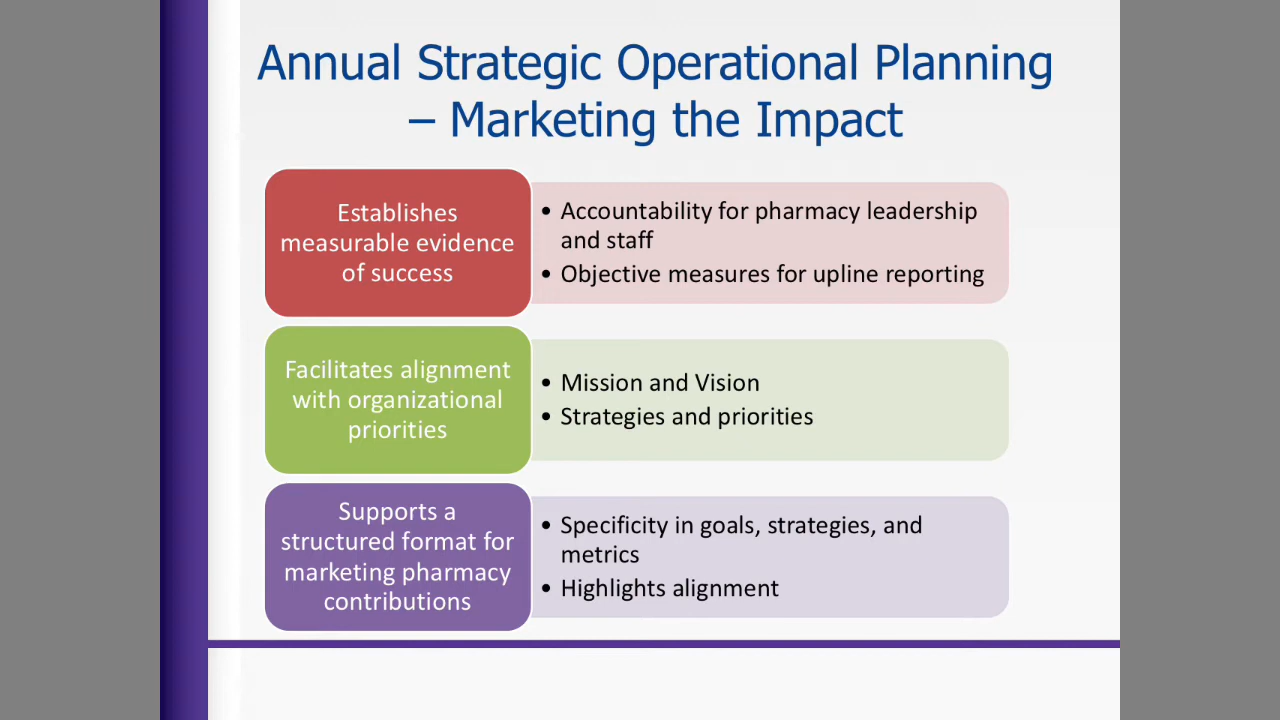 Annual Strategic Operational Planning
– Marketing the Impact
Establishes
measurable evidence
of success
• Accountability for pharmacy leadership
and staff
• Objective measures for upline reporting
Facilitates alignment
with organizational
priorities
• Mission and Vision
• Strategies and priorities
Supports a
structured format for
marketing pharmacy
contributions
• Specificity in goals, strategies, and
metrics
• Highlights alignment